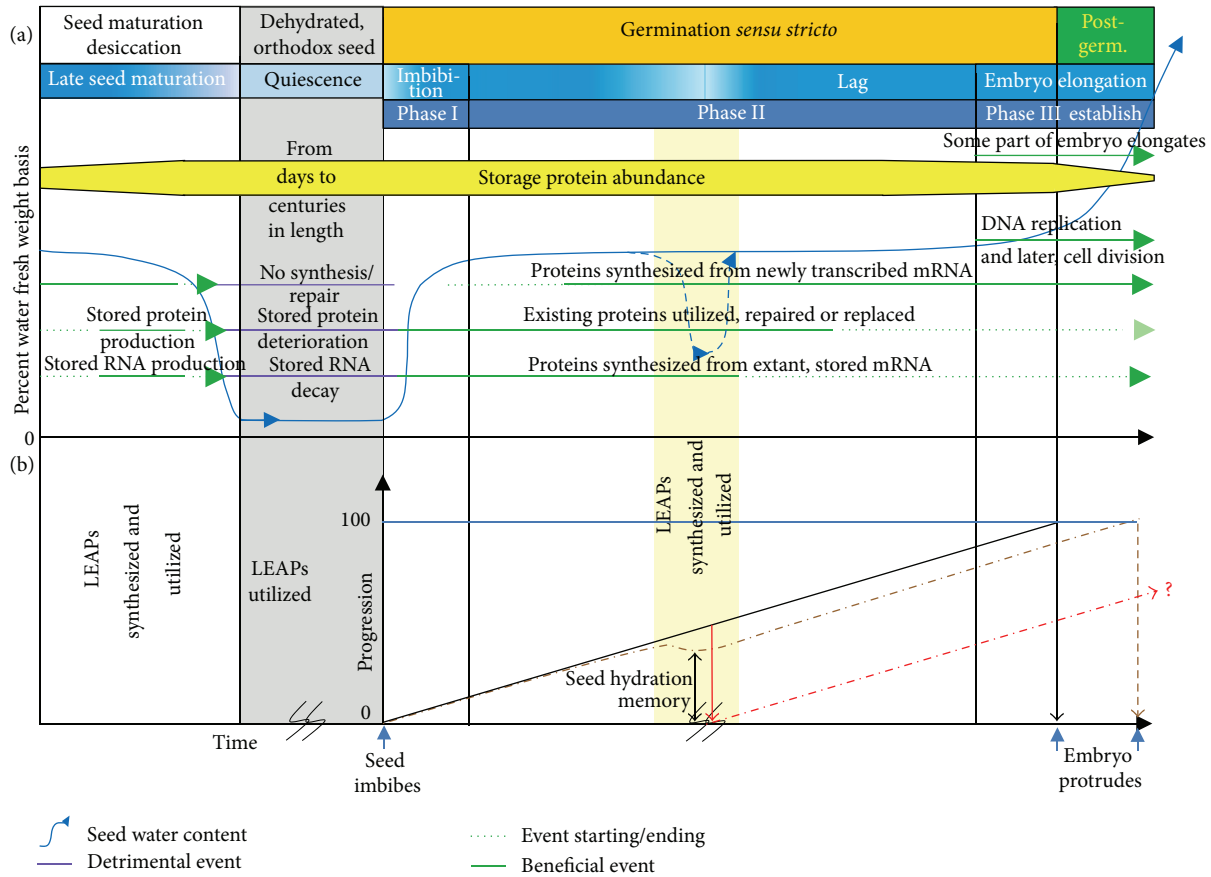 (a)
Seed maturation
desiccation
Dehydrated,
orthodox seed
Germination sensu stricto
Post-
germ.
Late seed maturation
Quiescence
Imbibi-
tion
Lag
Embryo elongation
Phase I
Phase II
Phase III establish
Percent water fresh weight basis
0
From
days to
centuries
in length
Storage protein abundance
Some part of embryo elongates
DNA replication
and later, cell division
No synthesis/
repair
Proteins synthesized from newly transcribed mRNA
Stored protein
production
Stored protein
deterioration
Existing proteins utilized, repaired or replaced
Stored RNA production
Stored RNA
decay
Proteins synthesized from extant, stored mRNA
(b)
LEAPs
synthesized and
utilized
LEAPs
utilized
Progression
100
0
LEAPs
synthesized and
utilized
Seed hydration
memory
?
Time
Seed
imbibes
Embryo
protrudes
Seed water content
Detrimental event
Event starting/ending
Beneficial event